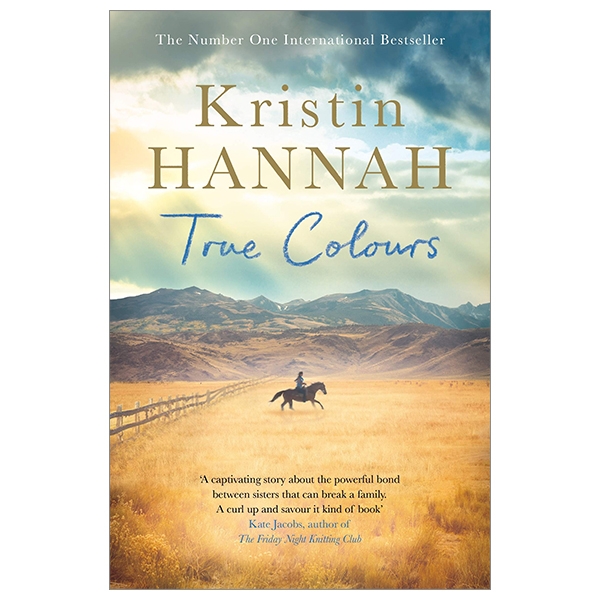 The Number One International Bestseller
Kristin
HANNAH
True Colours
‘A captivating story about the powerful bond
between sisters that can break a family.
A curl up and savour it kind of book’
Kate Jacobs, author of
The Friday Night Knitting Club